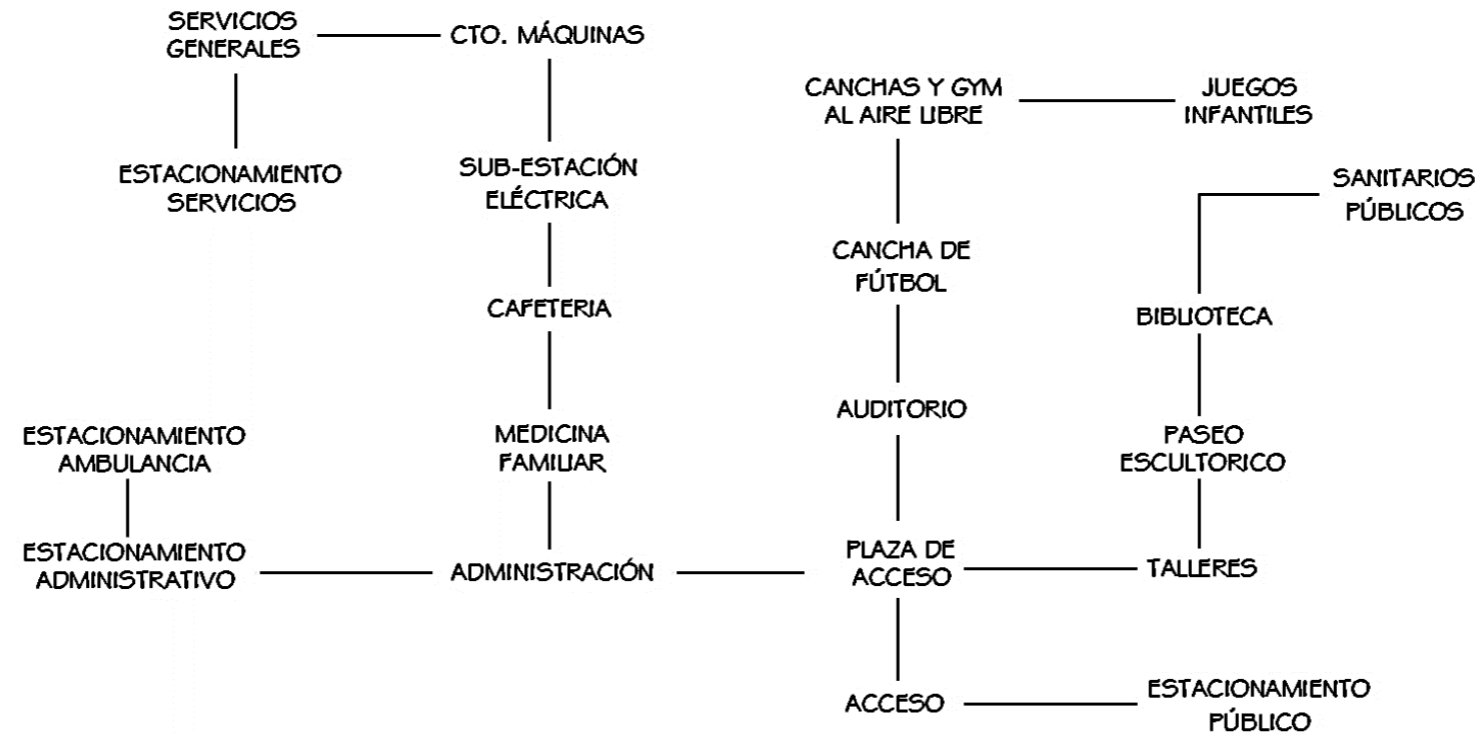 SERVICIOS
GENERALES
CTO. MÁQUINAS
CANCHAS Y GYM
AL AIRE LIBRE
JUEGOS
INFANTILES
ESTACIONAMIENTO
SERVICIOS
SUB-ESTACIÓN
ELÉCTRICA
SANITARIOS
PÚBLICOS
CANCHA DE
FÚTBOL
CAFETERIA
BIBLIOTECA
AUDITORIO
ESTACIONAMIENTO
AMBULANCIA
MEDICINA
FAMILIAR
PASEO
ESCULTORICO
ESTACIONAMIENTO
ADMINISTRATIVO
ADMINISTRACIÓN
PLAZA DE
ACCESO
TALLERES
ACCESO
ESTACIONAMIENTO
PÚBLICO